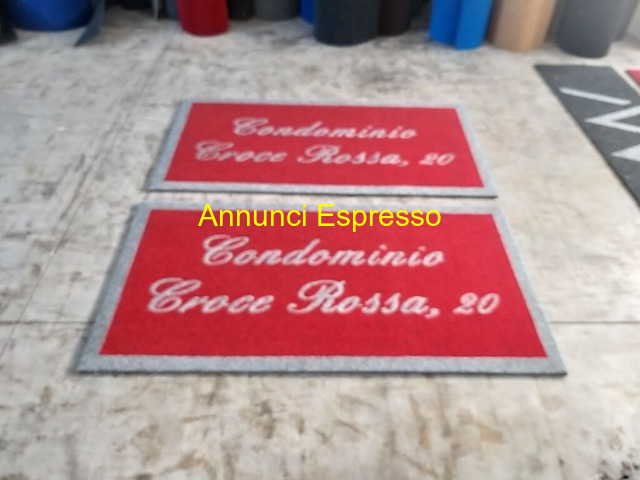 Condominio
Croce Rossa, 20
Annunci Espresso
Condominio
Croce Rossa, 20